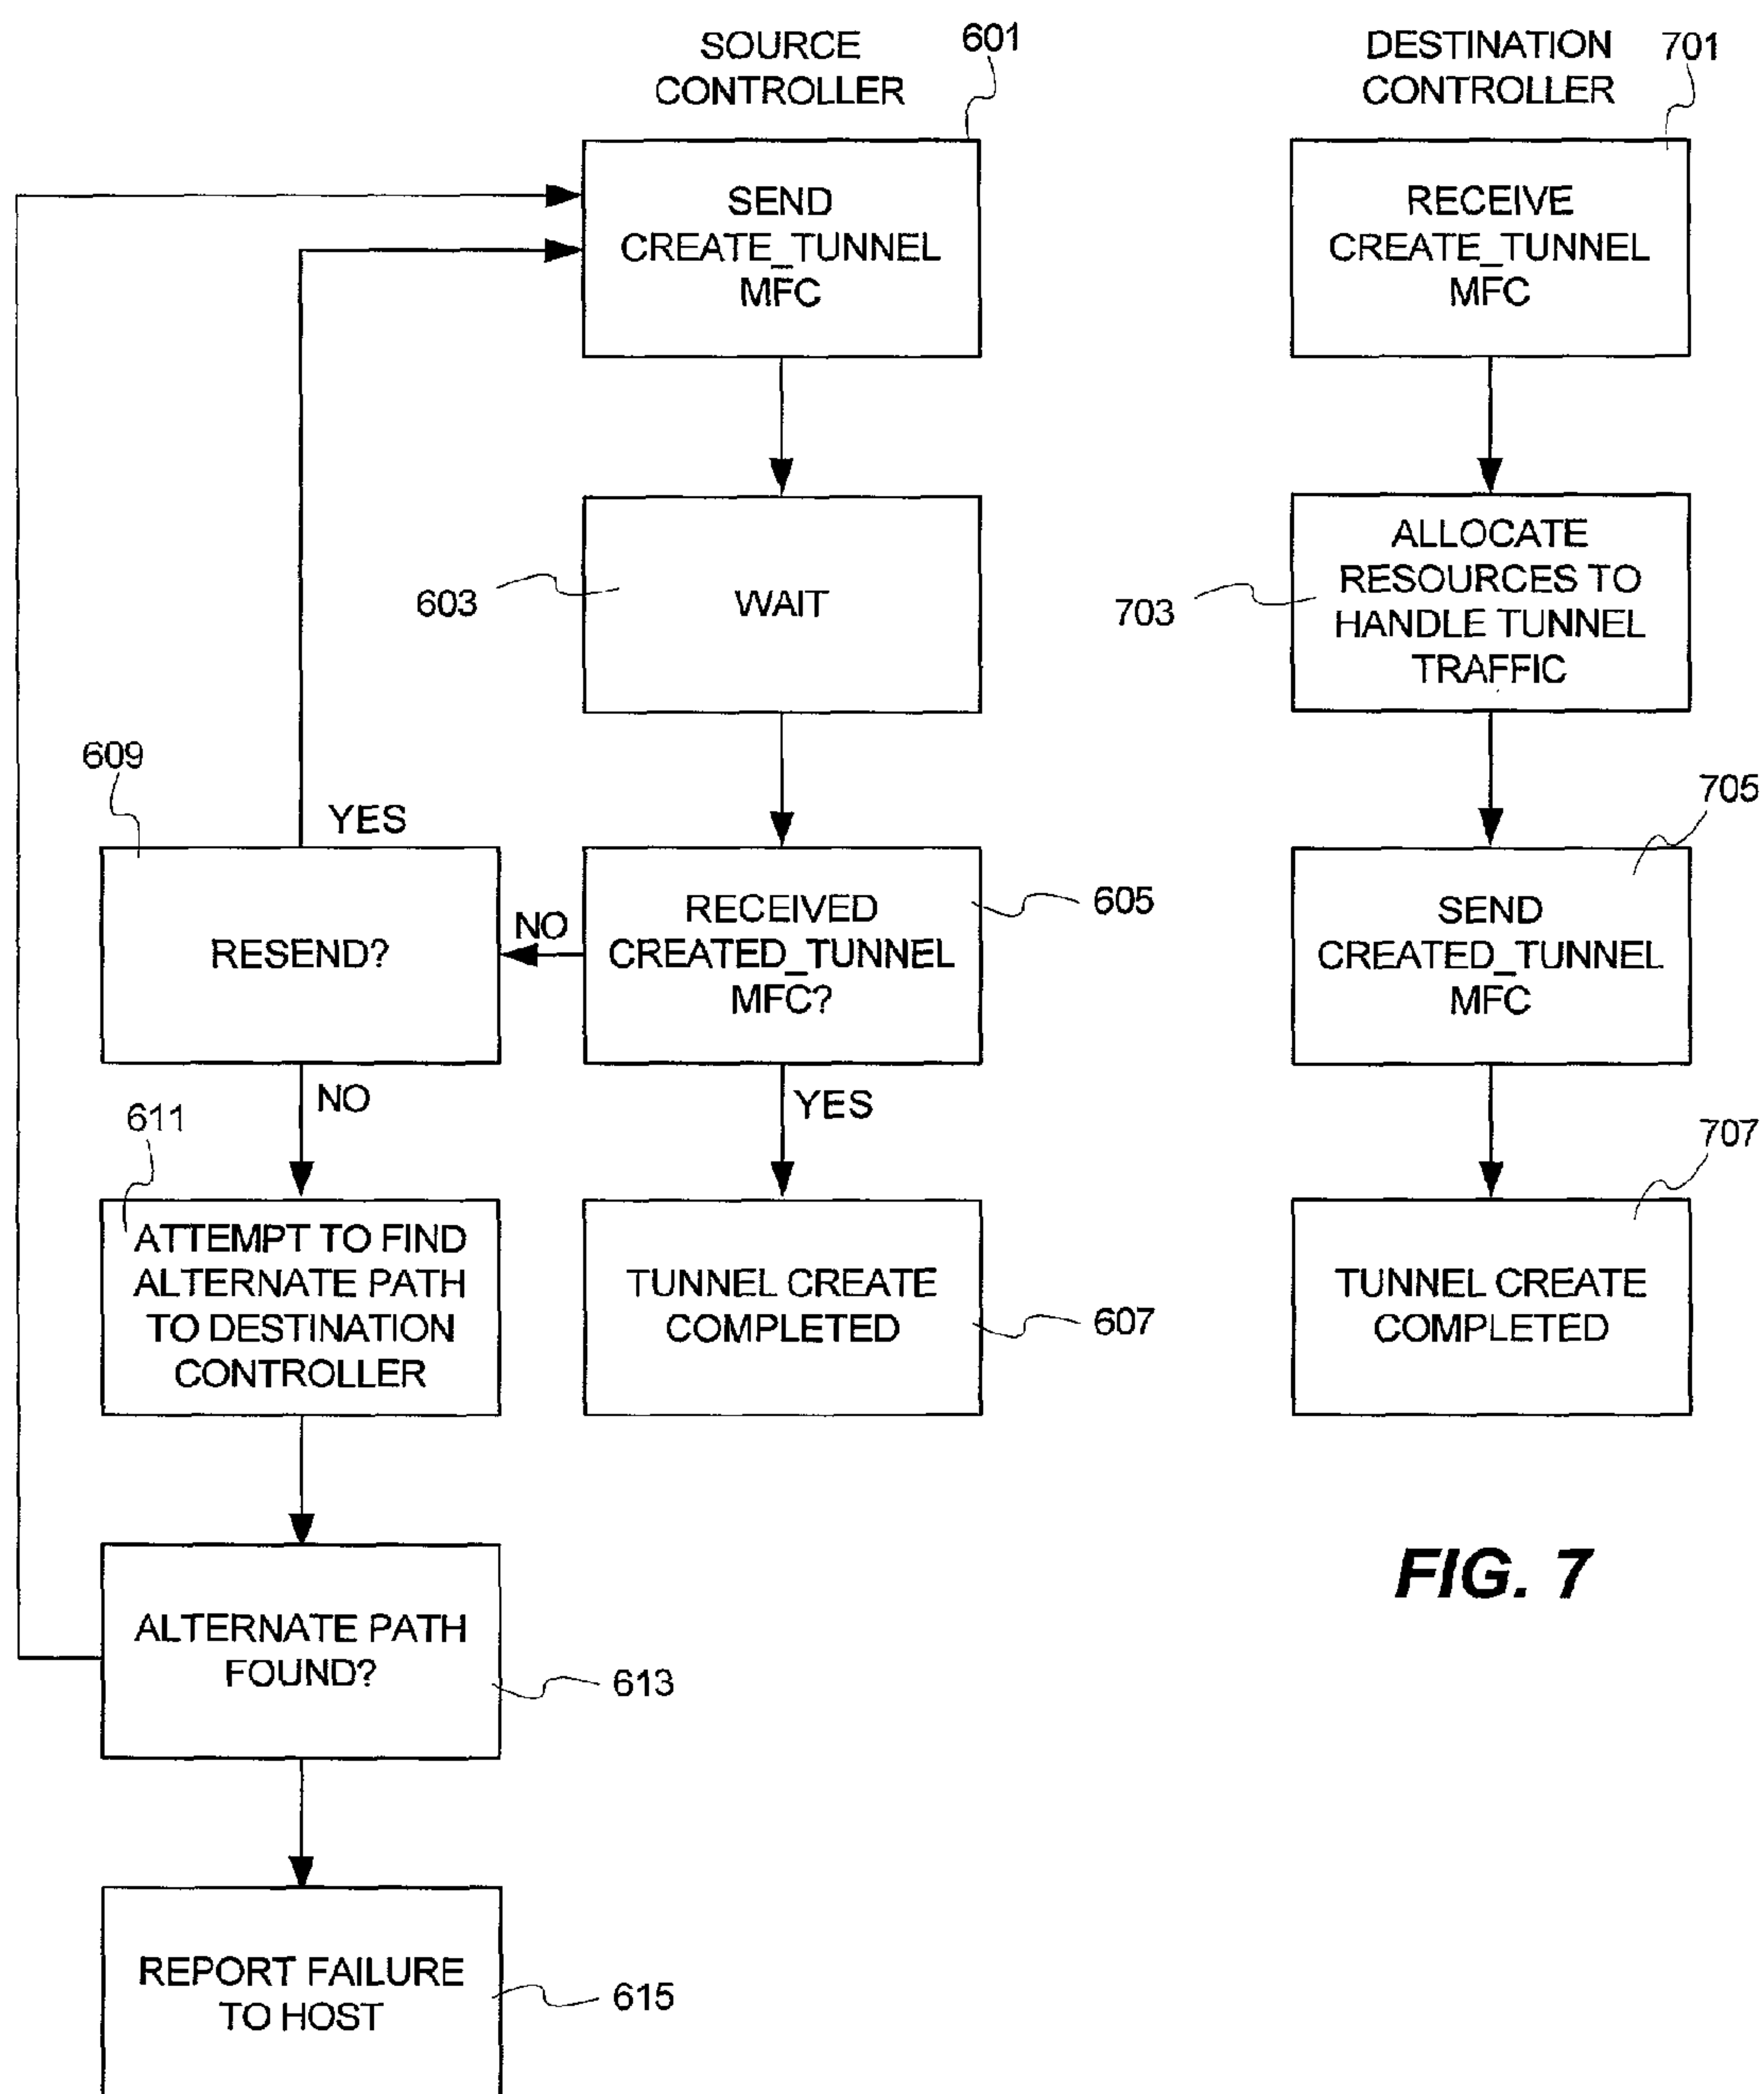 SOURCE
CONTROLLER
601
SEND
CREATE_TUNNEL
MFC
603
WAIT
609
YES
RESEND?
NO
RECEIVED
CREATED_TUNNEL
MFC?
605
NO
YES
611
ATTEMPT TO FIND
ALTERNATE PATH
TO DESTINATION
CONTROLLER
TUNNEL CREATE
COMPLETED
607
ALTERNATE PATH
FOUND?
613
REPORT FAILURE
TO HOST
615
DESTINATION
CONTROLLER
701
RECEIVE
CREATE_TUNNEL
MFC
703
ALLOCATE
RESOURCES TO
HANDLE TUNNEL
TRAFFIC
705
SEND
CREATED_TUNNEL
MFC
707
TUNNEL CREATE
COMPLETED
FIG. 7